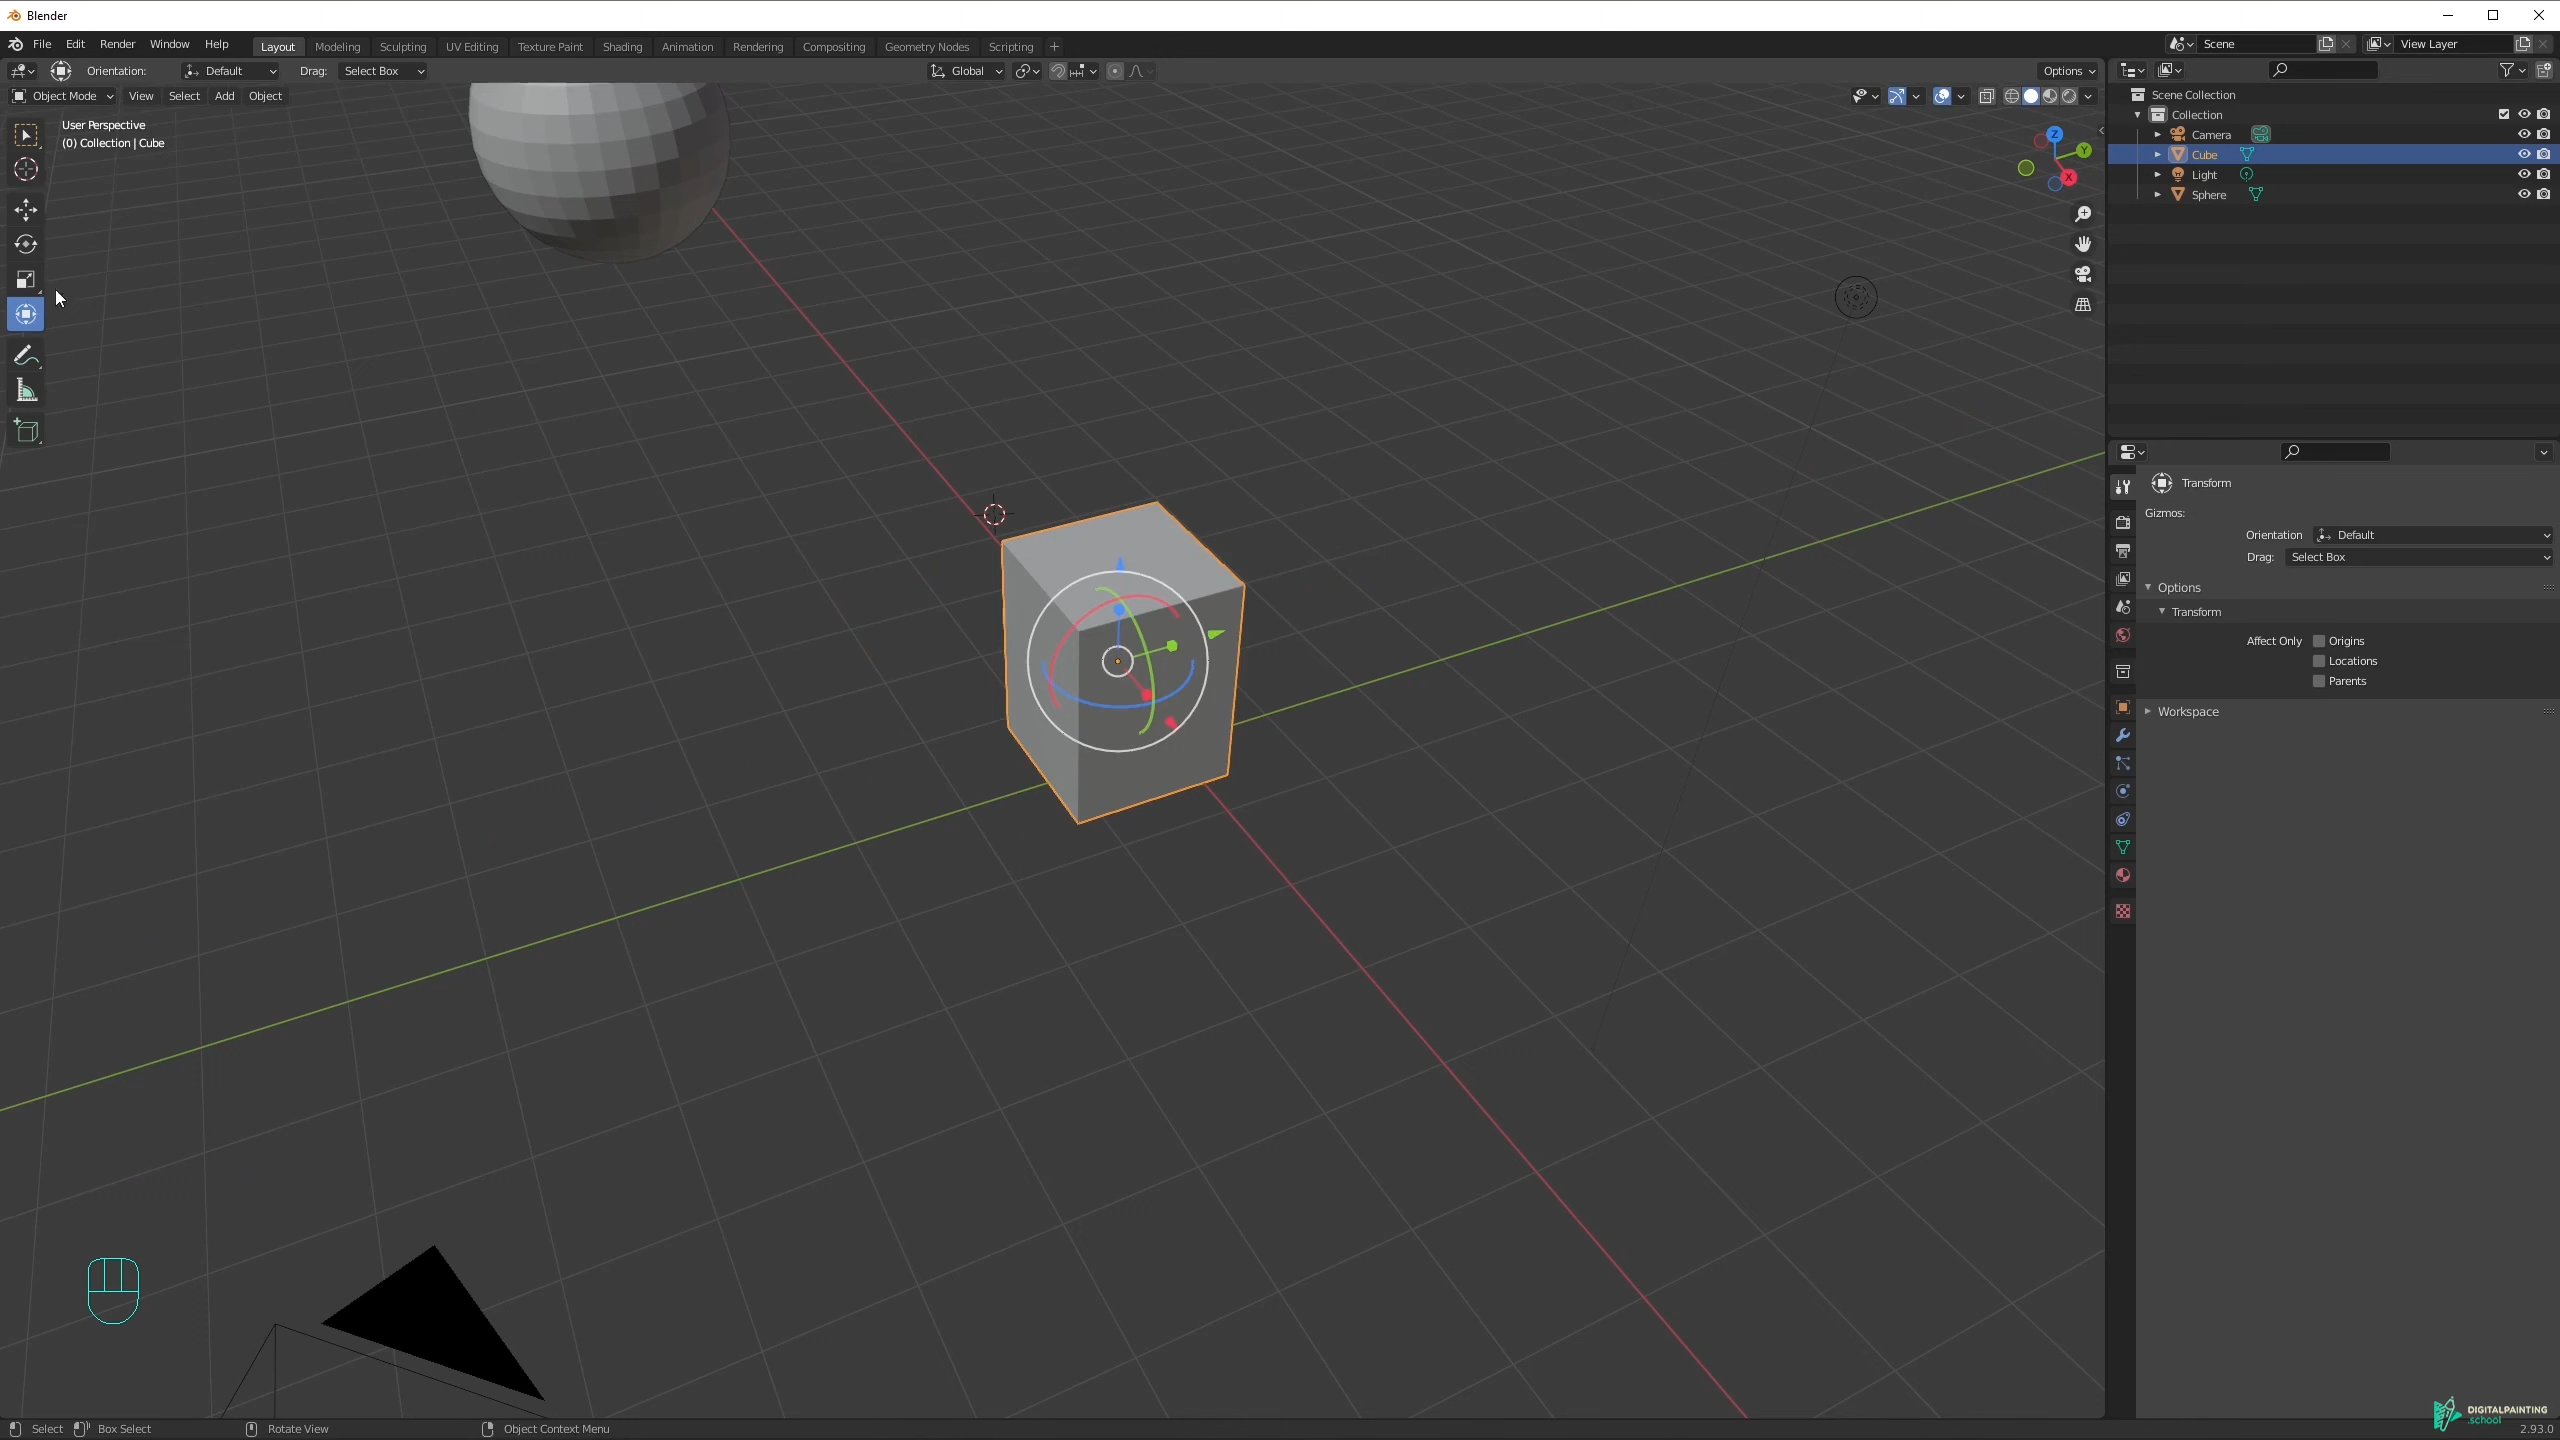 Blender
File Edit Render Window Help Layout Modeling Sculpting UV Editing Texture Paint Shading Animation Rendering Compositing Geometry Nodes Scripting + Scene View Layer
Orientation: Default Drag: Select Box Global Options
Object Mode View Select Add Object
User Perspective
(0) Collection | Cube
Z
Y
X
Scene Collection
Collection
Camera
Cube
Light
Sphere
Transform
Gizmos:
Orientation Default
Drag: Select Box
Options
Transform
Affect Only Origins
Locations
Parents
Workspace
DIGITALPAINTING
.school
Select Box Select Rotate View Object Context Menu 2.93.0